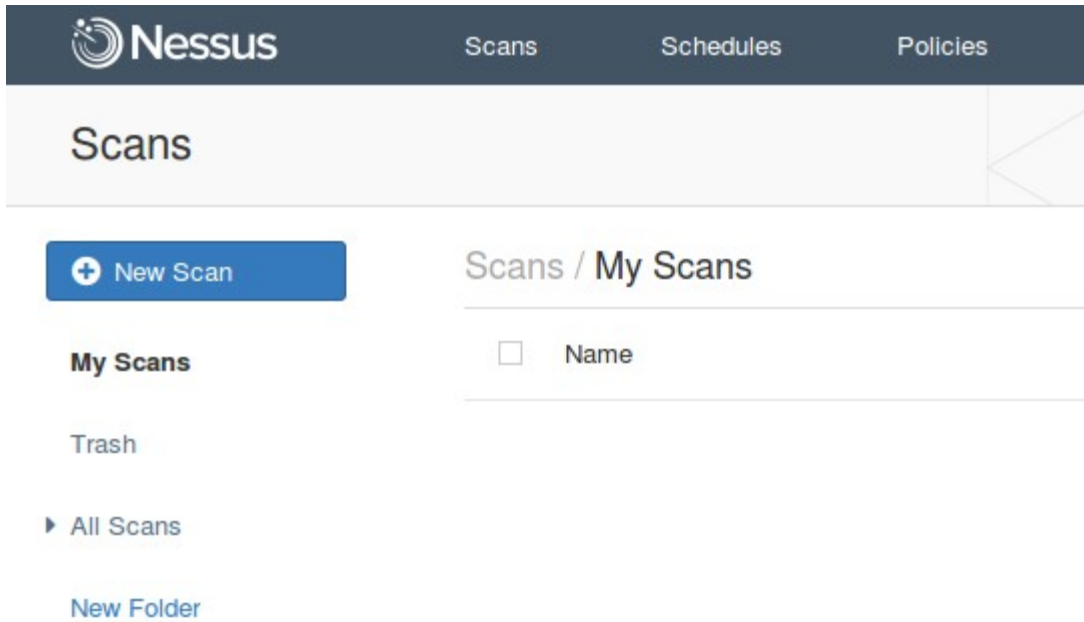 Nessus Scans Schedules Policies
Scans
New Scan
Scans / My Scans
My Scans
Name
Trash
All Scans
New Folder